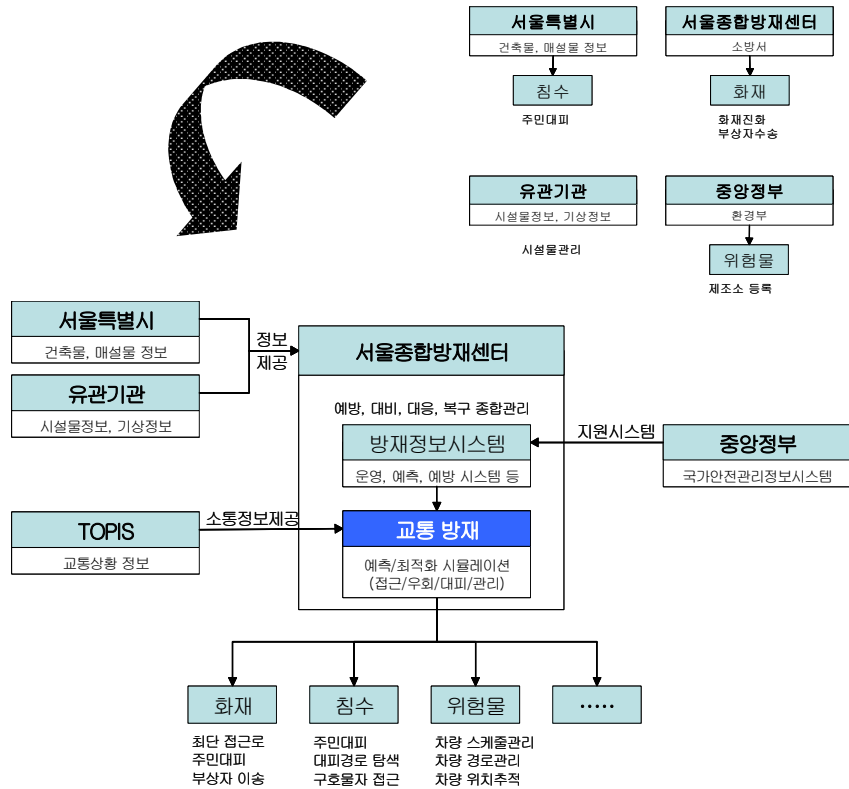 서울특별시
건축물, 매설물 정보
침수
주민대피
서울종합방재센터
소방서
화재
화재진화
부상자수송
유관기관
시설물정보, 기상정보
시설물관리
중앙정부
환경부
위험물
제조소 등록
서울특별시
건축물, 매설물 정보
유관기관
시설물정보, 기상정보
정보
제공
서울종합방재센터
예방, 대비, 대응, 복구 종합관리
방재정보시스템
운영, 예측, 예방 시스템 등
지원시스템
중앙정부
국가안전관리정보시스템
TOPIS
교통상황 정보
소통정보제공
교통 방재
예측/최적화 시뮬레이션
(접근/우회/대피/관리)
화재
최단 접근로
주민대피
부상자 이송
침수
주민대피
대피경로 탐색
구호물자 접근
위험물
차량 스케줄관리
차량 경로관리
차량 위치추적
·····